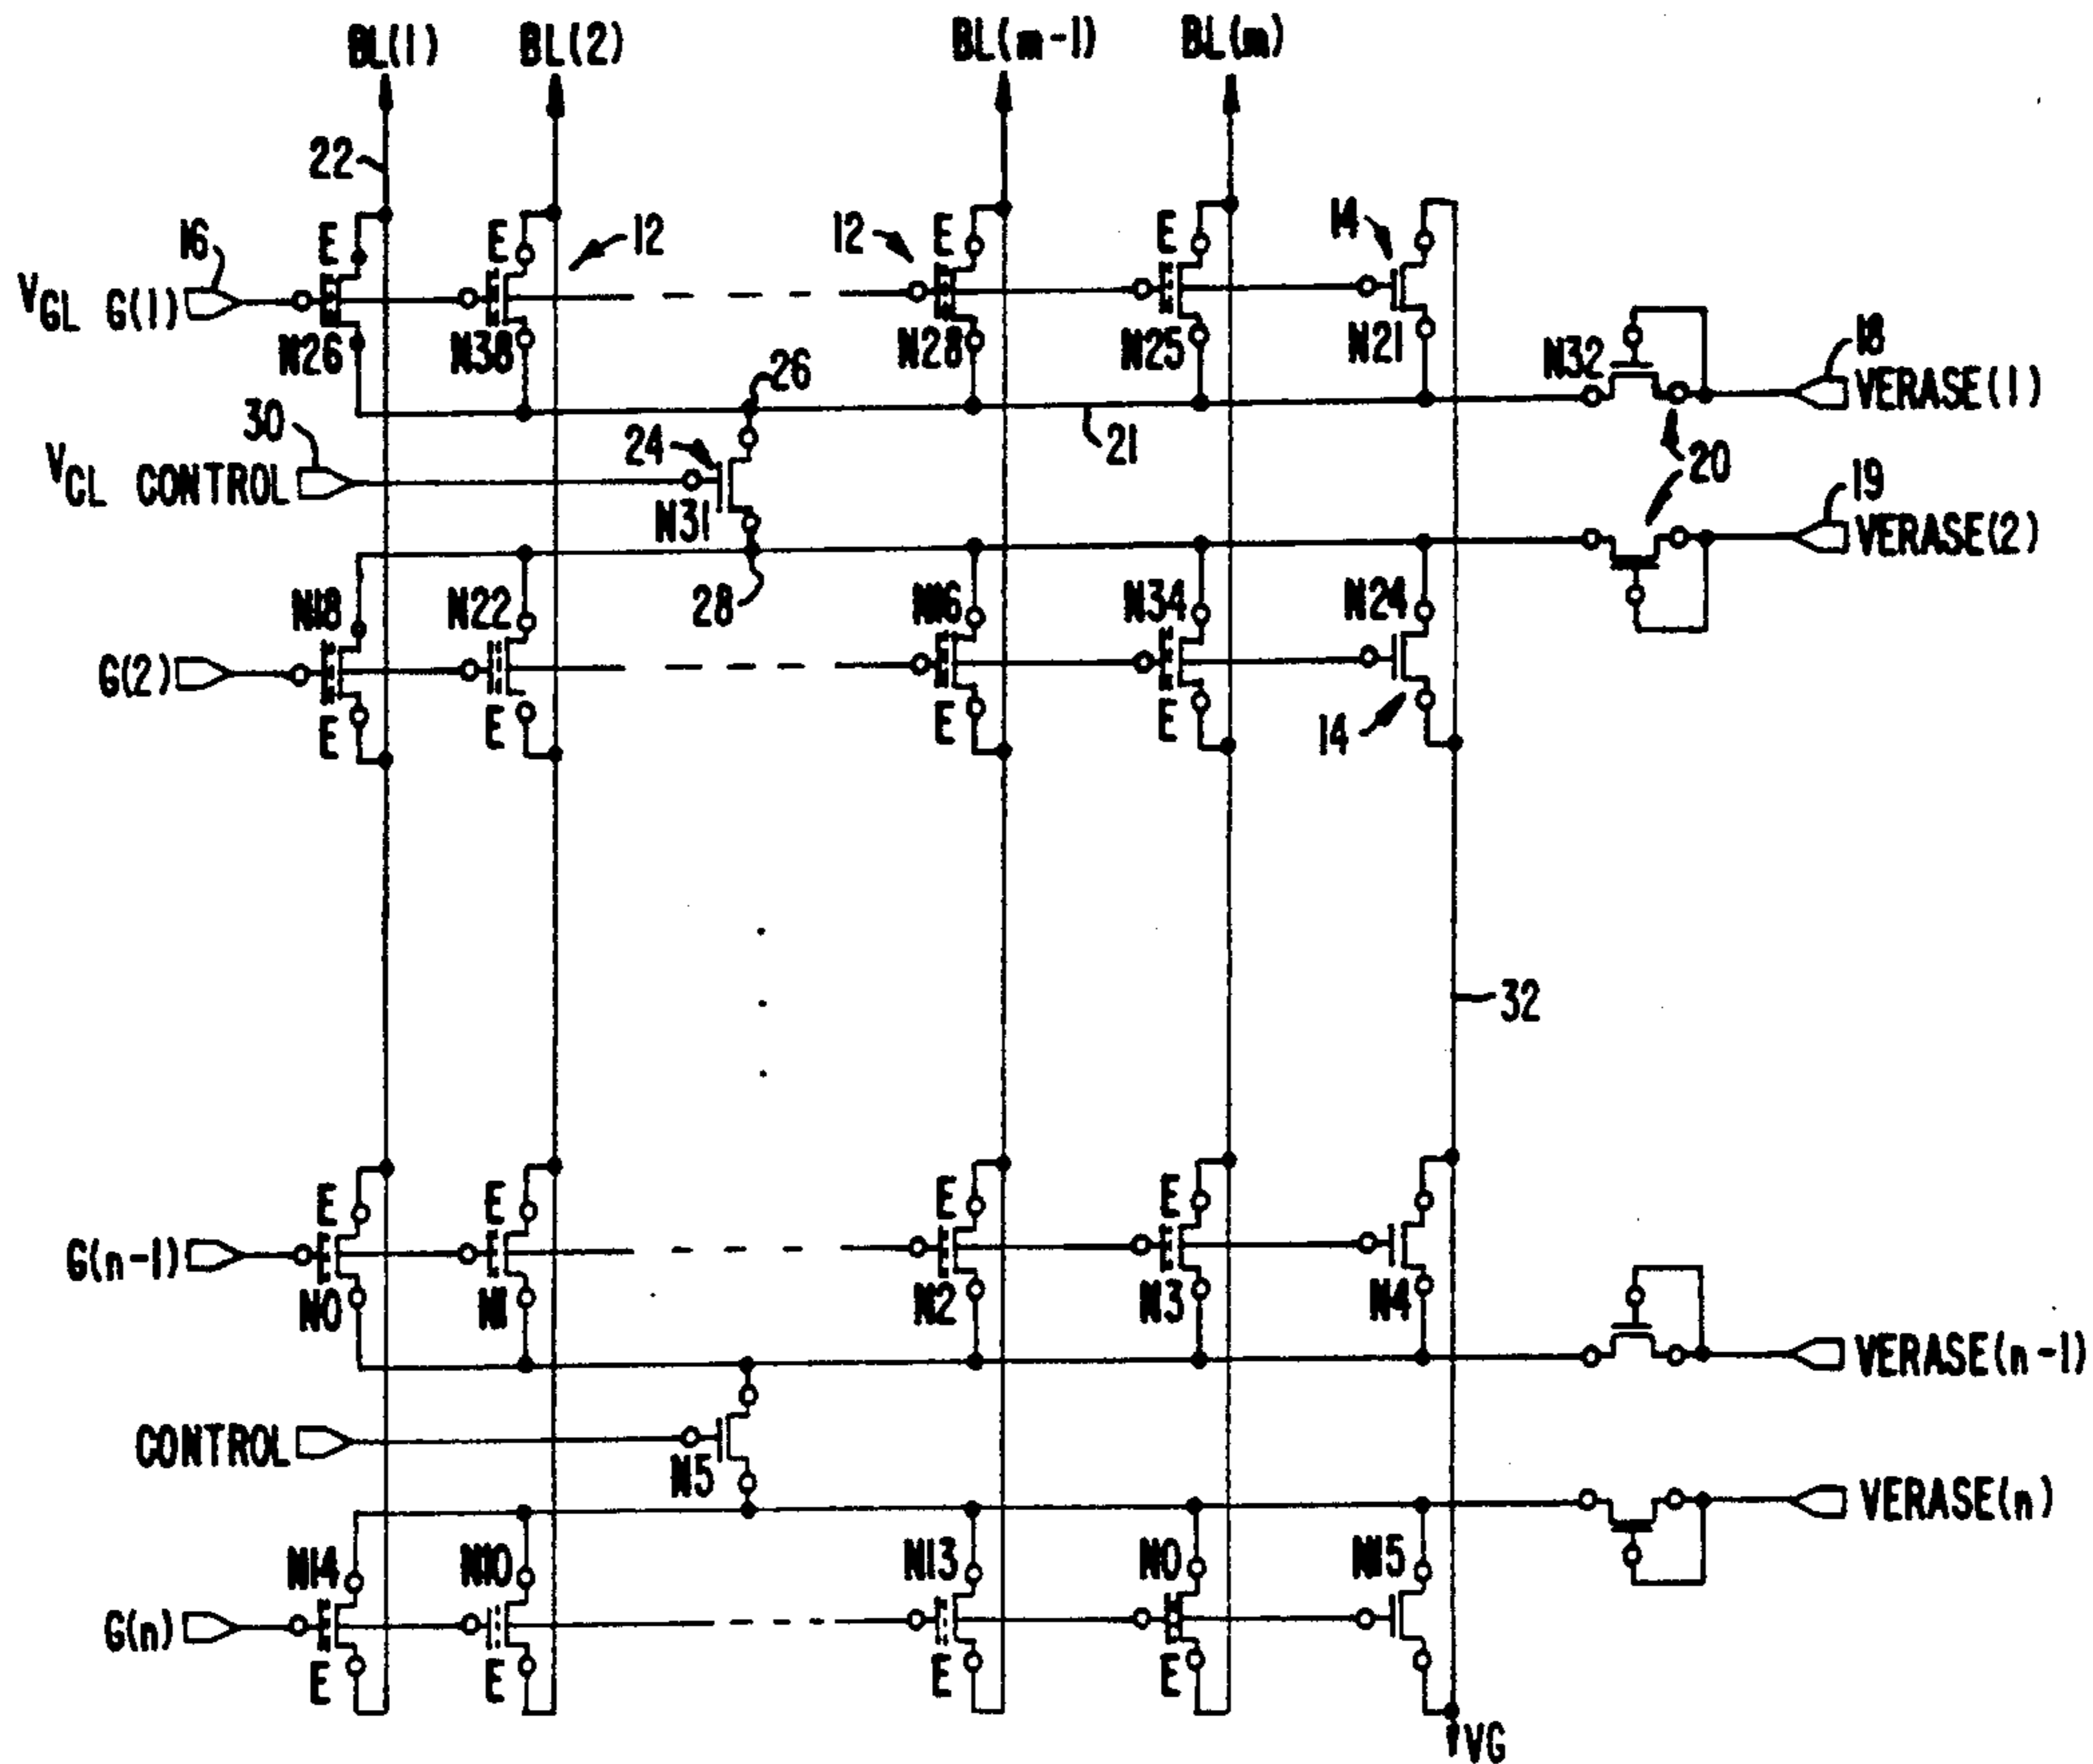 BL(1) BL(2) BL(m-1) BL(m)
22
16 E E 12 12 E E 14
V_GL G(1) N26 N38 N28 N25 N21 N32 18 VERASE(1)
26
30 24 21 20 19
V_CL CONTROL N31 VERASE(2)
N18 N22 28 N16 N34 N24
G(2)
E E E E 14
32
E E E E
G(n-1)
N0 N1 N2 N3 N4
VERASE(n-1)
CONTROL
N5
VERASE(n)
N14 N10 N13 N0 N15
G(n)
E E E E
VG